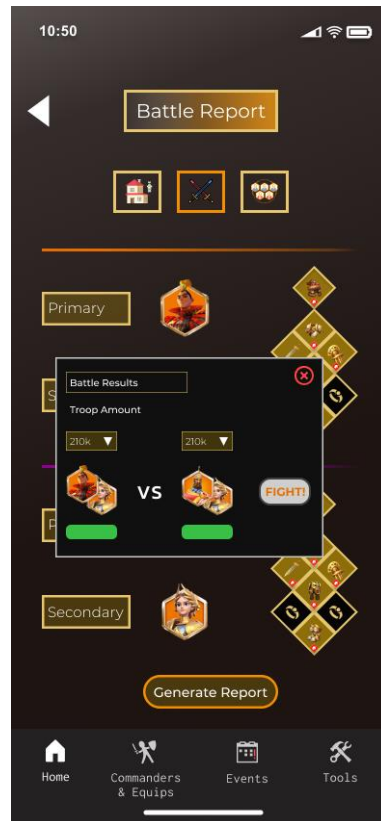 10:50
Battle Report
Primary
Battle Results
S
Troop Amount
210k 210k
VS
FIGHT!
P
Secondary
Generate Report
Home Commanders Events Tools
& Equips